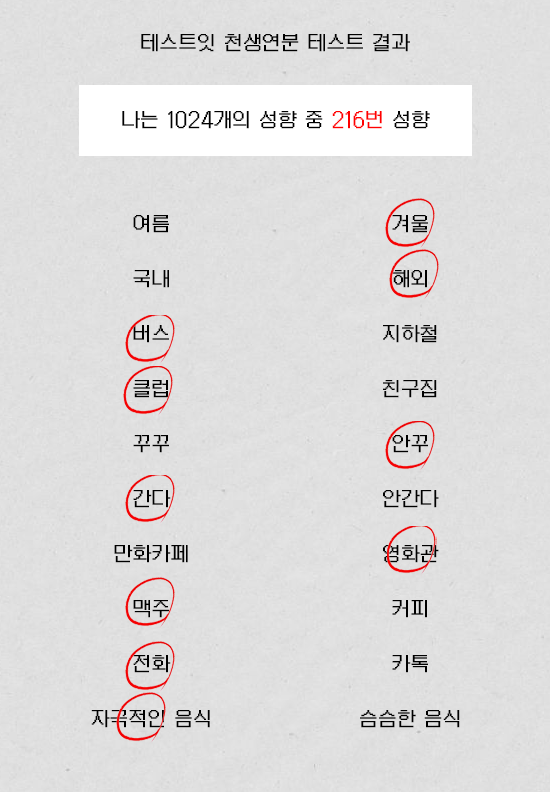 테스트잇 천생연분 테스트 결과
나는 1024개의 성향 중 216번 성향
여름 겨울
국내 해외
버스 지하철
클럽 친구집
꾸꾸 안꾸
간다 안간다
만화카페 영화관
맥주 커피
전화 카톡
자극적인 음식 슴슴한 음식